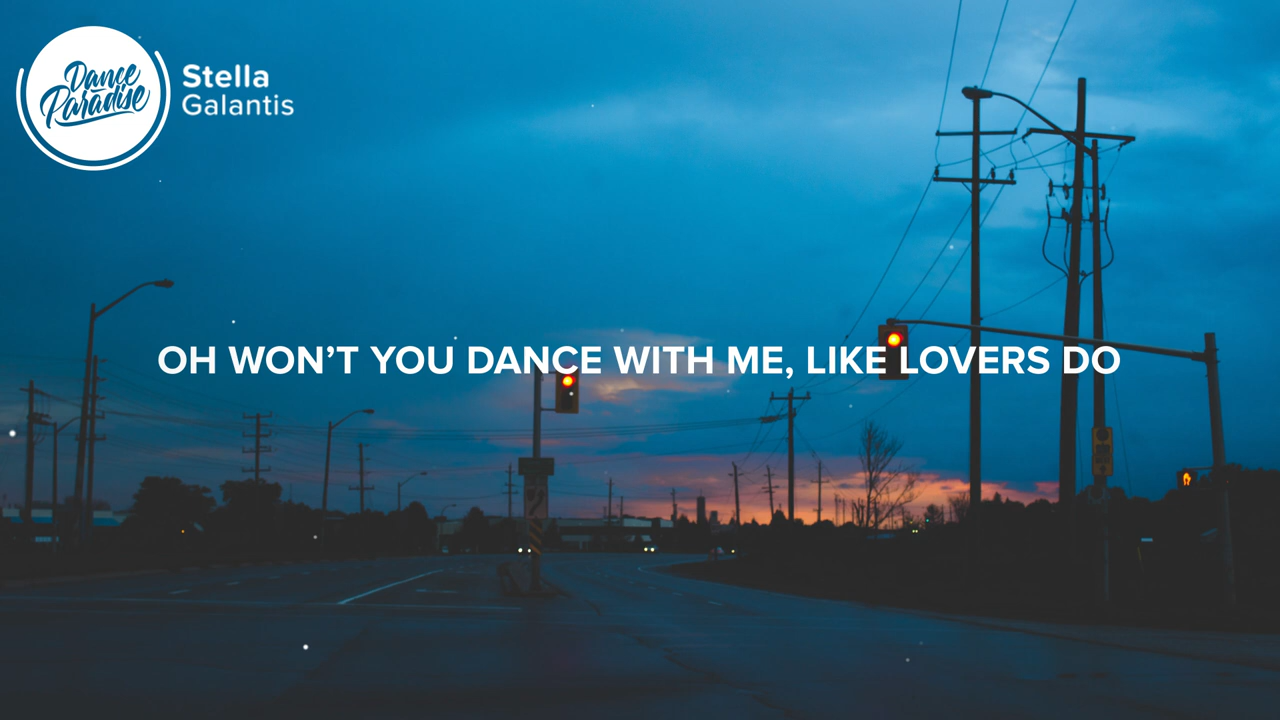 Dance
Paradise
Stella
Galantis
OH WON’T YOU DANCE WITH ME, LIKE LOVERS DO